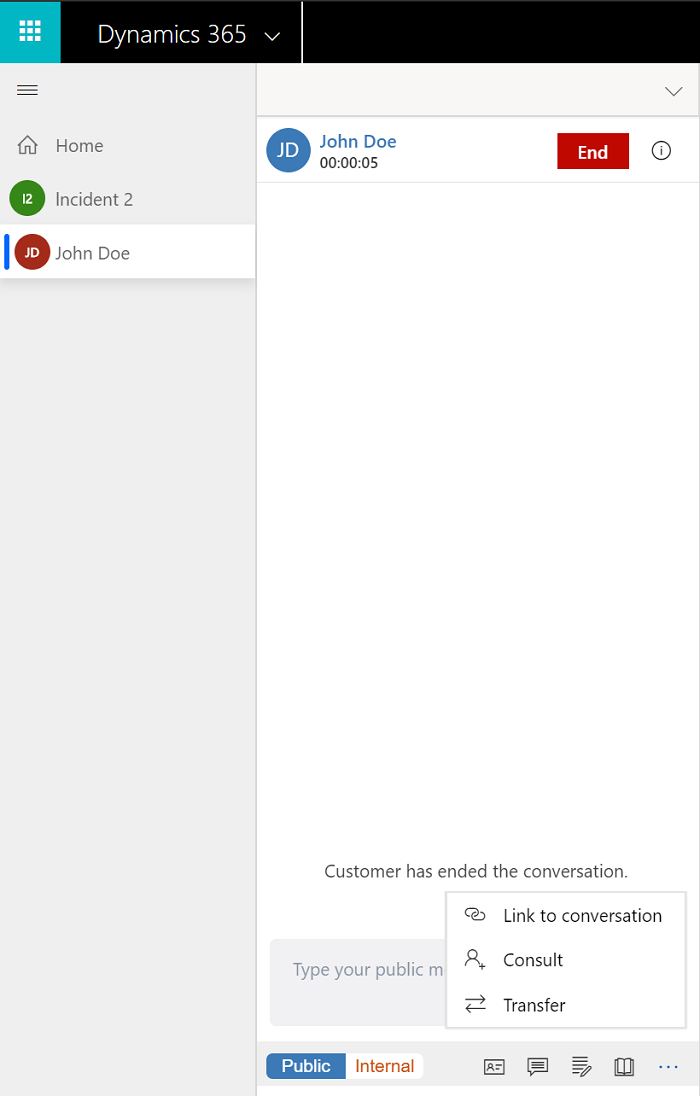 Dynamics 365
Home
I2 Incident 2
JD John Doe
JD John Doe
00:00:05
End
Customer has ended the conversation.
Link to conversation
Consult
Transfer
Type your public m
Public Internal